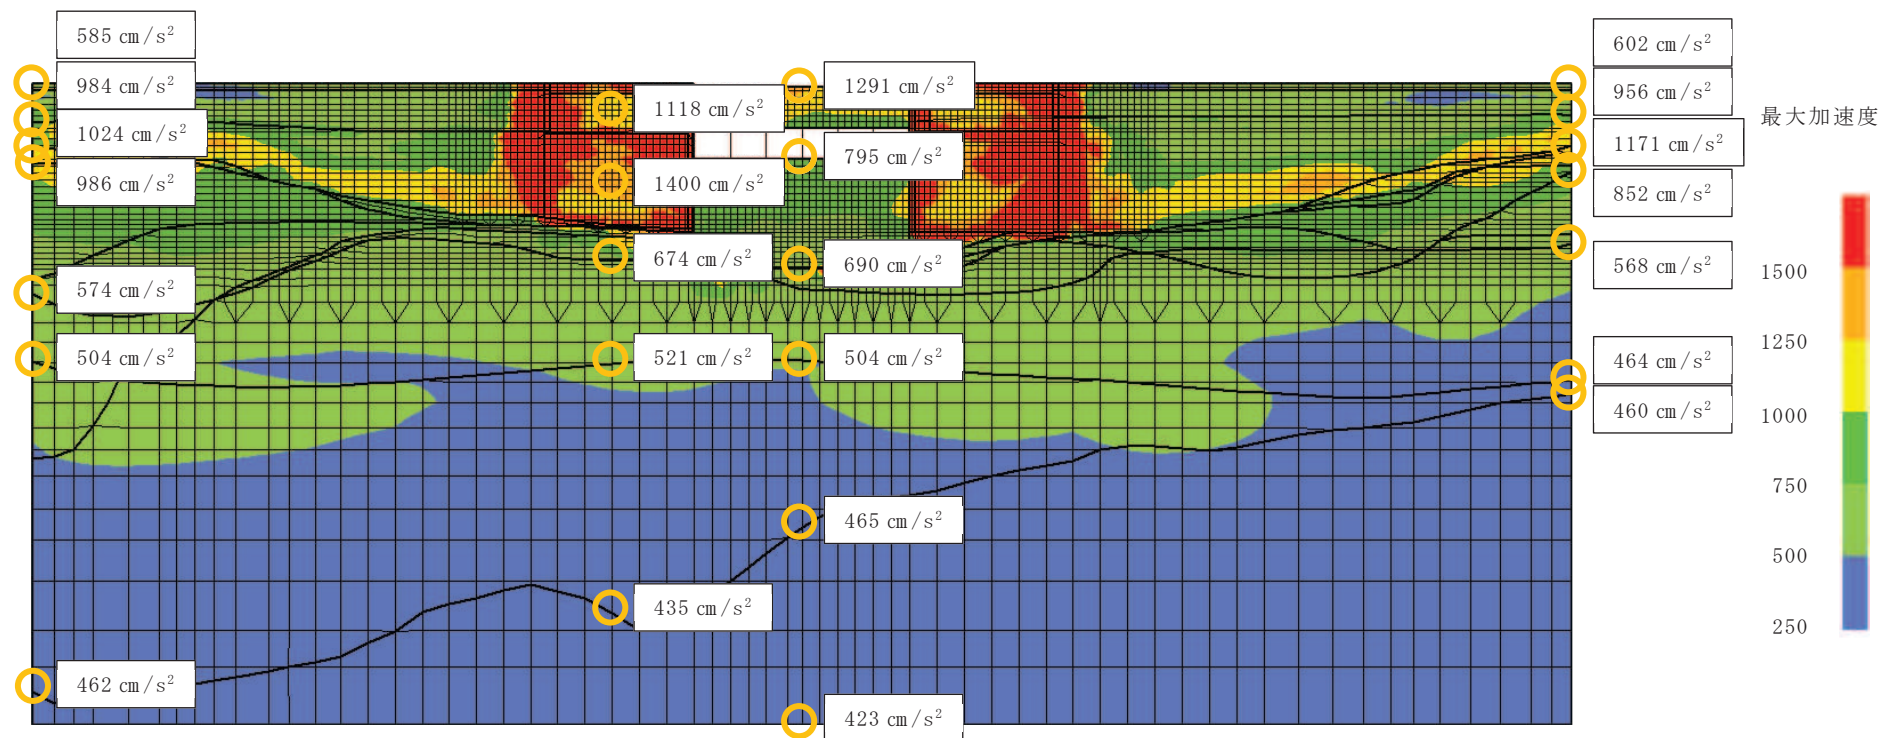 585 cm/s²
984 cm/s²
1024 cm/s²
986 cm/s²
574 cm/s²
504 cm/s²
462 cm/s²
1118 cm/s²
1400 cm/s²
674 cm/s²
521 cm/s²
435 cm/s²
1291 cm/s²
795 cm/s²
690 cm/s²
504 cm/s²
465 cm/s²
423 cm/s²
602 cm/s²
956 cm/s²
1171 cm/s²
852 cm/s²
568 cm/s²
464 cm/s²
460 cm/s²
最大加速度
1500
1250
1000
750
500
250